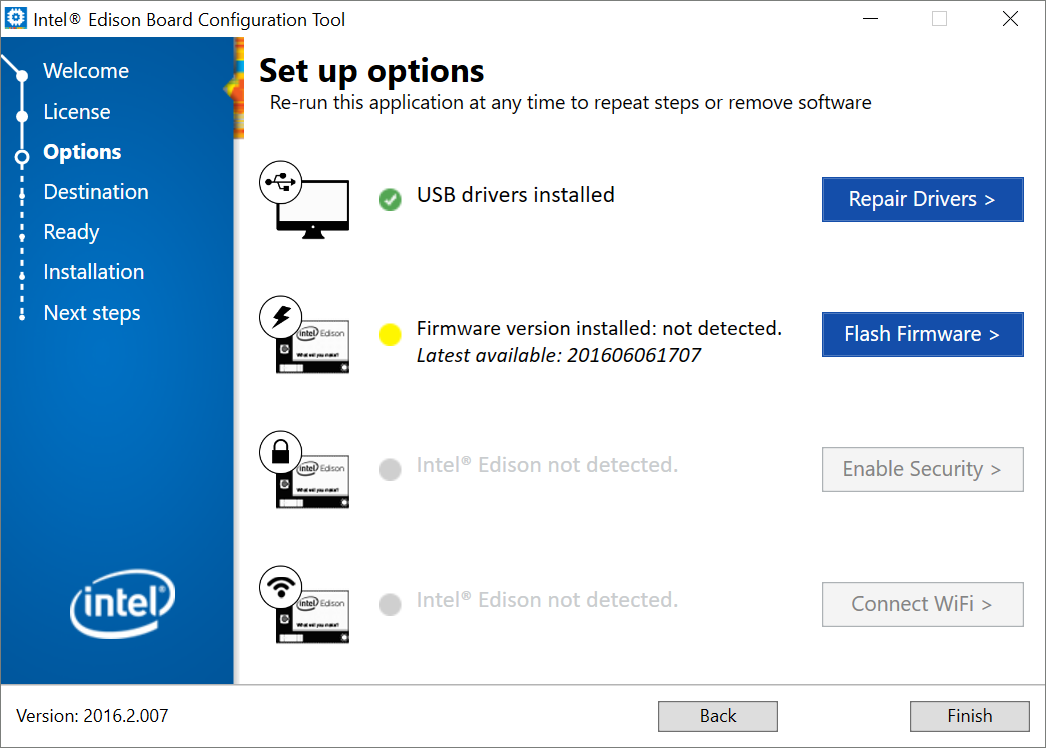 Intel® Edison Board Configuration Tool
Welcome
License
Options
Destination
Ready
Installation
Next steps
intel®
Set up options
Re-run this application at any time to repeat steps or remove software
USB drivers installed
Repair Drivers >
intel Edison
What will you make?
Firmware version installed: not detected.
Latest available: 201606061707
Flash Firmware >
intel Edison
What will you make?
Intel® Edison not detected.
Enable Security >
intel Edison
What will you make?
Intel® Edison not detected.
Connect WiFi >
Version: 2016.2.007
Back
Finish